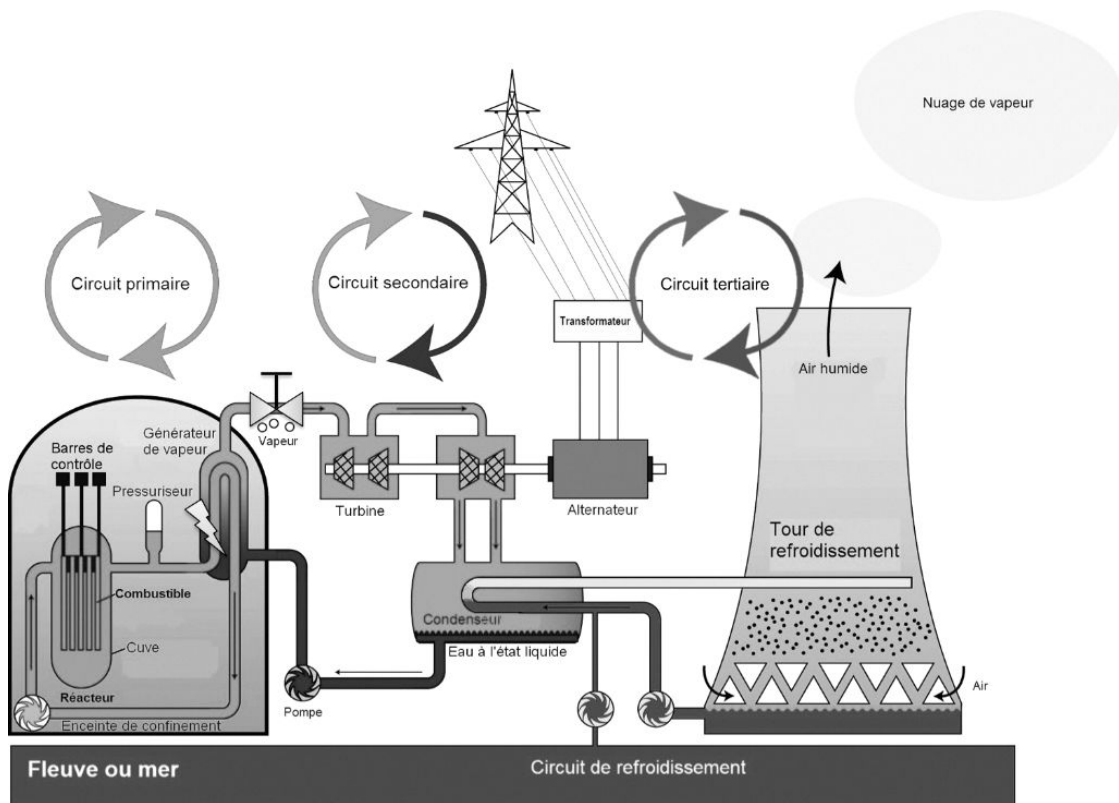 Nuage de vapeur
Circuit primaire
Circuit secondaire
Circuit tertiaire
Transformateur
Air humide
Générateur
de vapeur
Vapeur
Barres de
contrôle
Pressuriseur
Turbine
Alternateur
Tour de
refroidissement
Combustible
Condenseur
Cuve
Eau à l'état liquide
Réacteur
Pompe
Air
Enceinte de confinement
Fleuve ou mer
Circuit de refroidissement